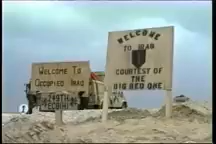 WELCOME TO
OCCUPIED IRAQ
WELCOME
TO IRAQ
COURTESY OF
THE
BIG RED ONE